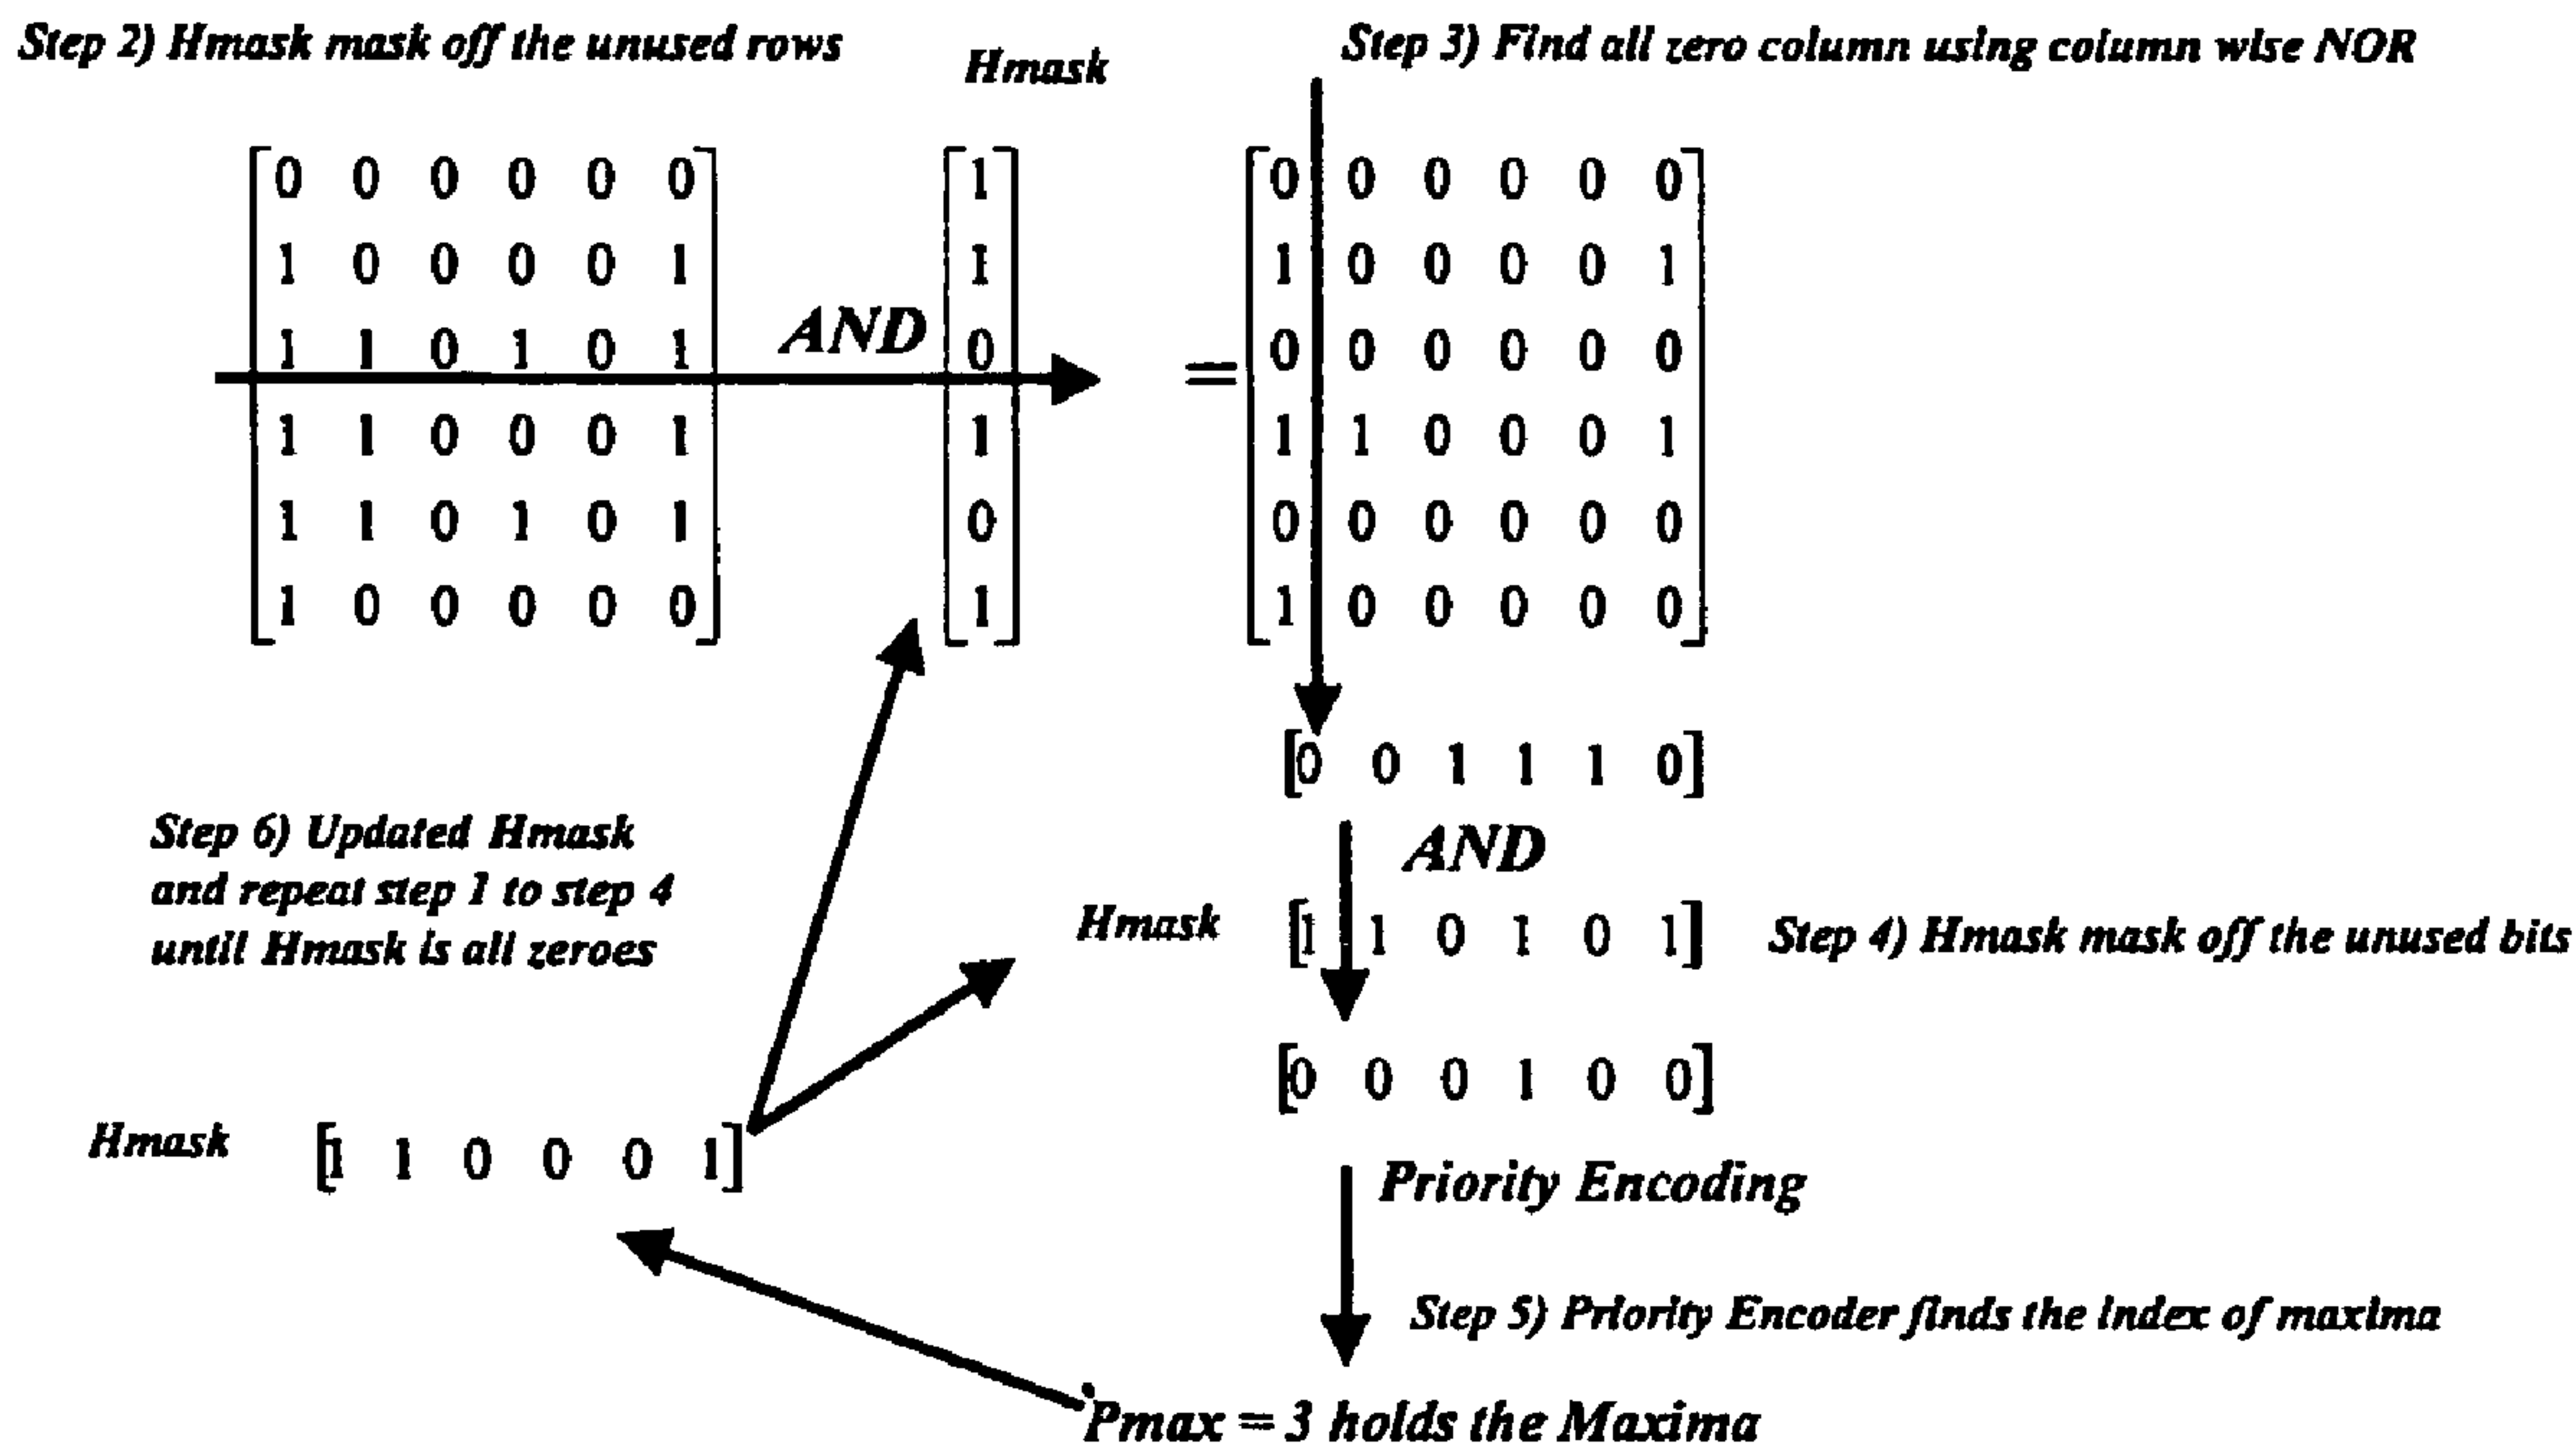 Step 2) Hmask mask off the unused rows
Hmask
Step 3) Find all zero column using column wise NOR
0 0 0 0 0 0
1 0 0 0 0 1
1 1 0 1 0 1
1 1 0 0 0 1
1 1 0 1 0 1
1 0 0 0 0 0
AND
1
1
0
1
0
1
=
0 0 0 0 0 0
1 0 0 0 0 1
0 0 0 0 0 0
1 1 0 0 0 1
0 0 0 0 0 0
1 0 0 0 0 0
[0 0 1 1 1 0]
AND
Hmask [1 1 0 1 0 1] Step 4) Hmask mask off the unused bits
[0 0 0 1 0 0]
Step 6) Updated Hmask
and repeat step 1 to step 4
until Hmask is all zeroes
Hmask [1 1 0 0 0 1]
Priority Encoding
Step 5) Priority Encoder finds the index of maxima
Pmax = 3 holds the Maxima